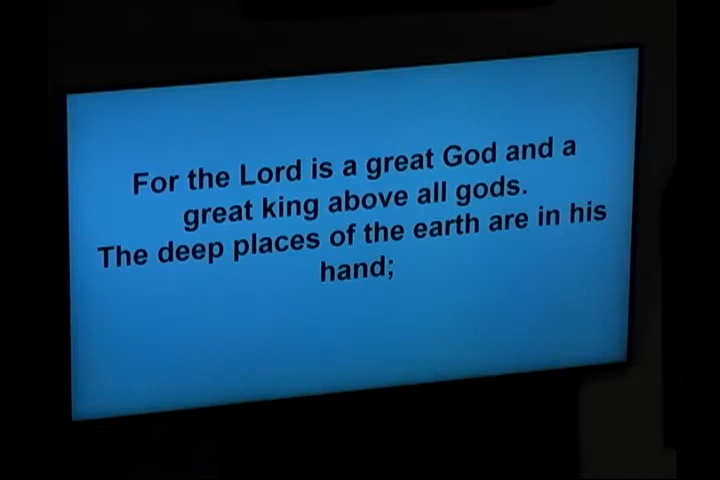 For the Lord is a great God and a
great king above all gods.
The deep places of the earth are in his
hand;